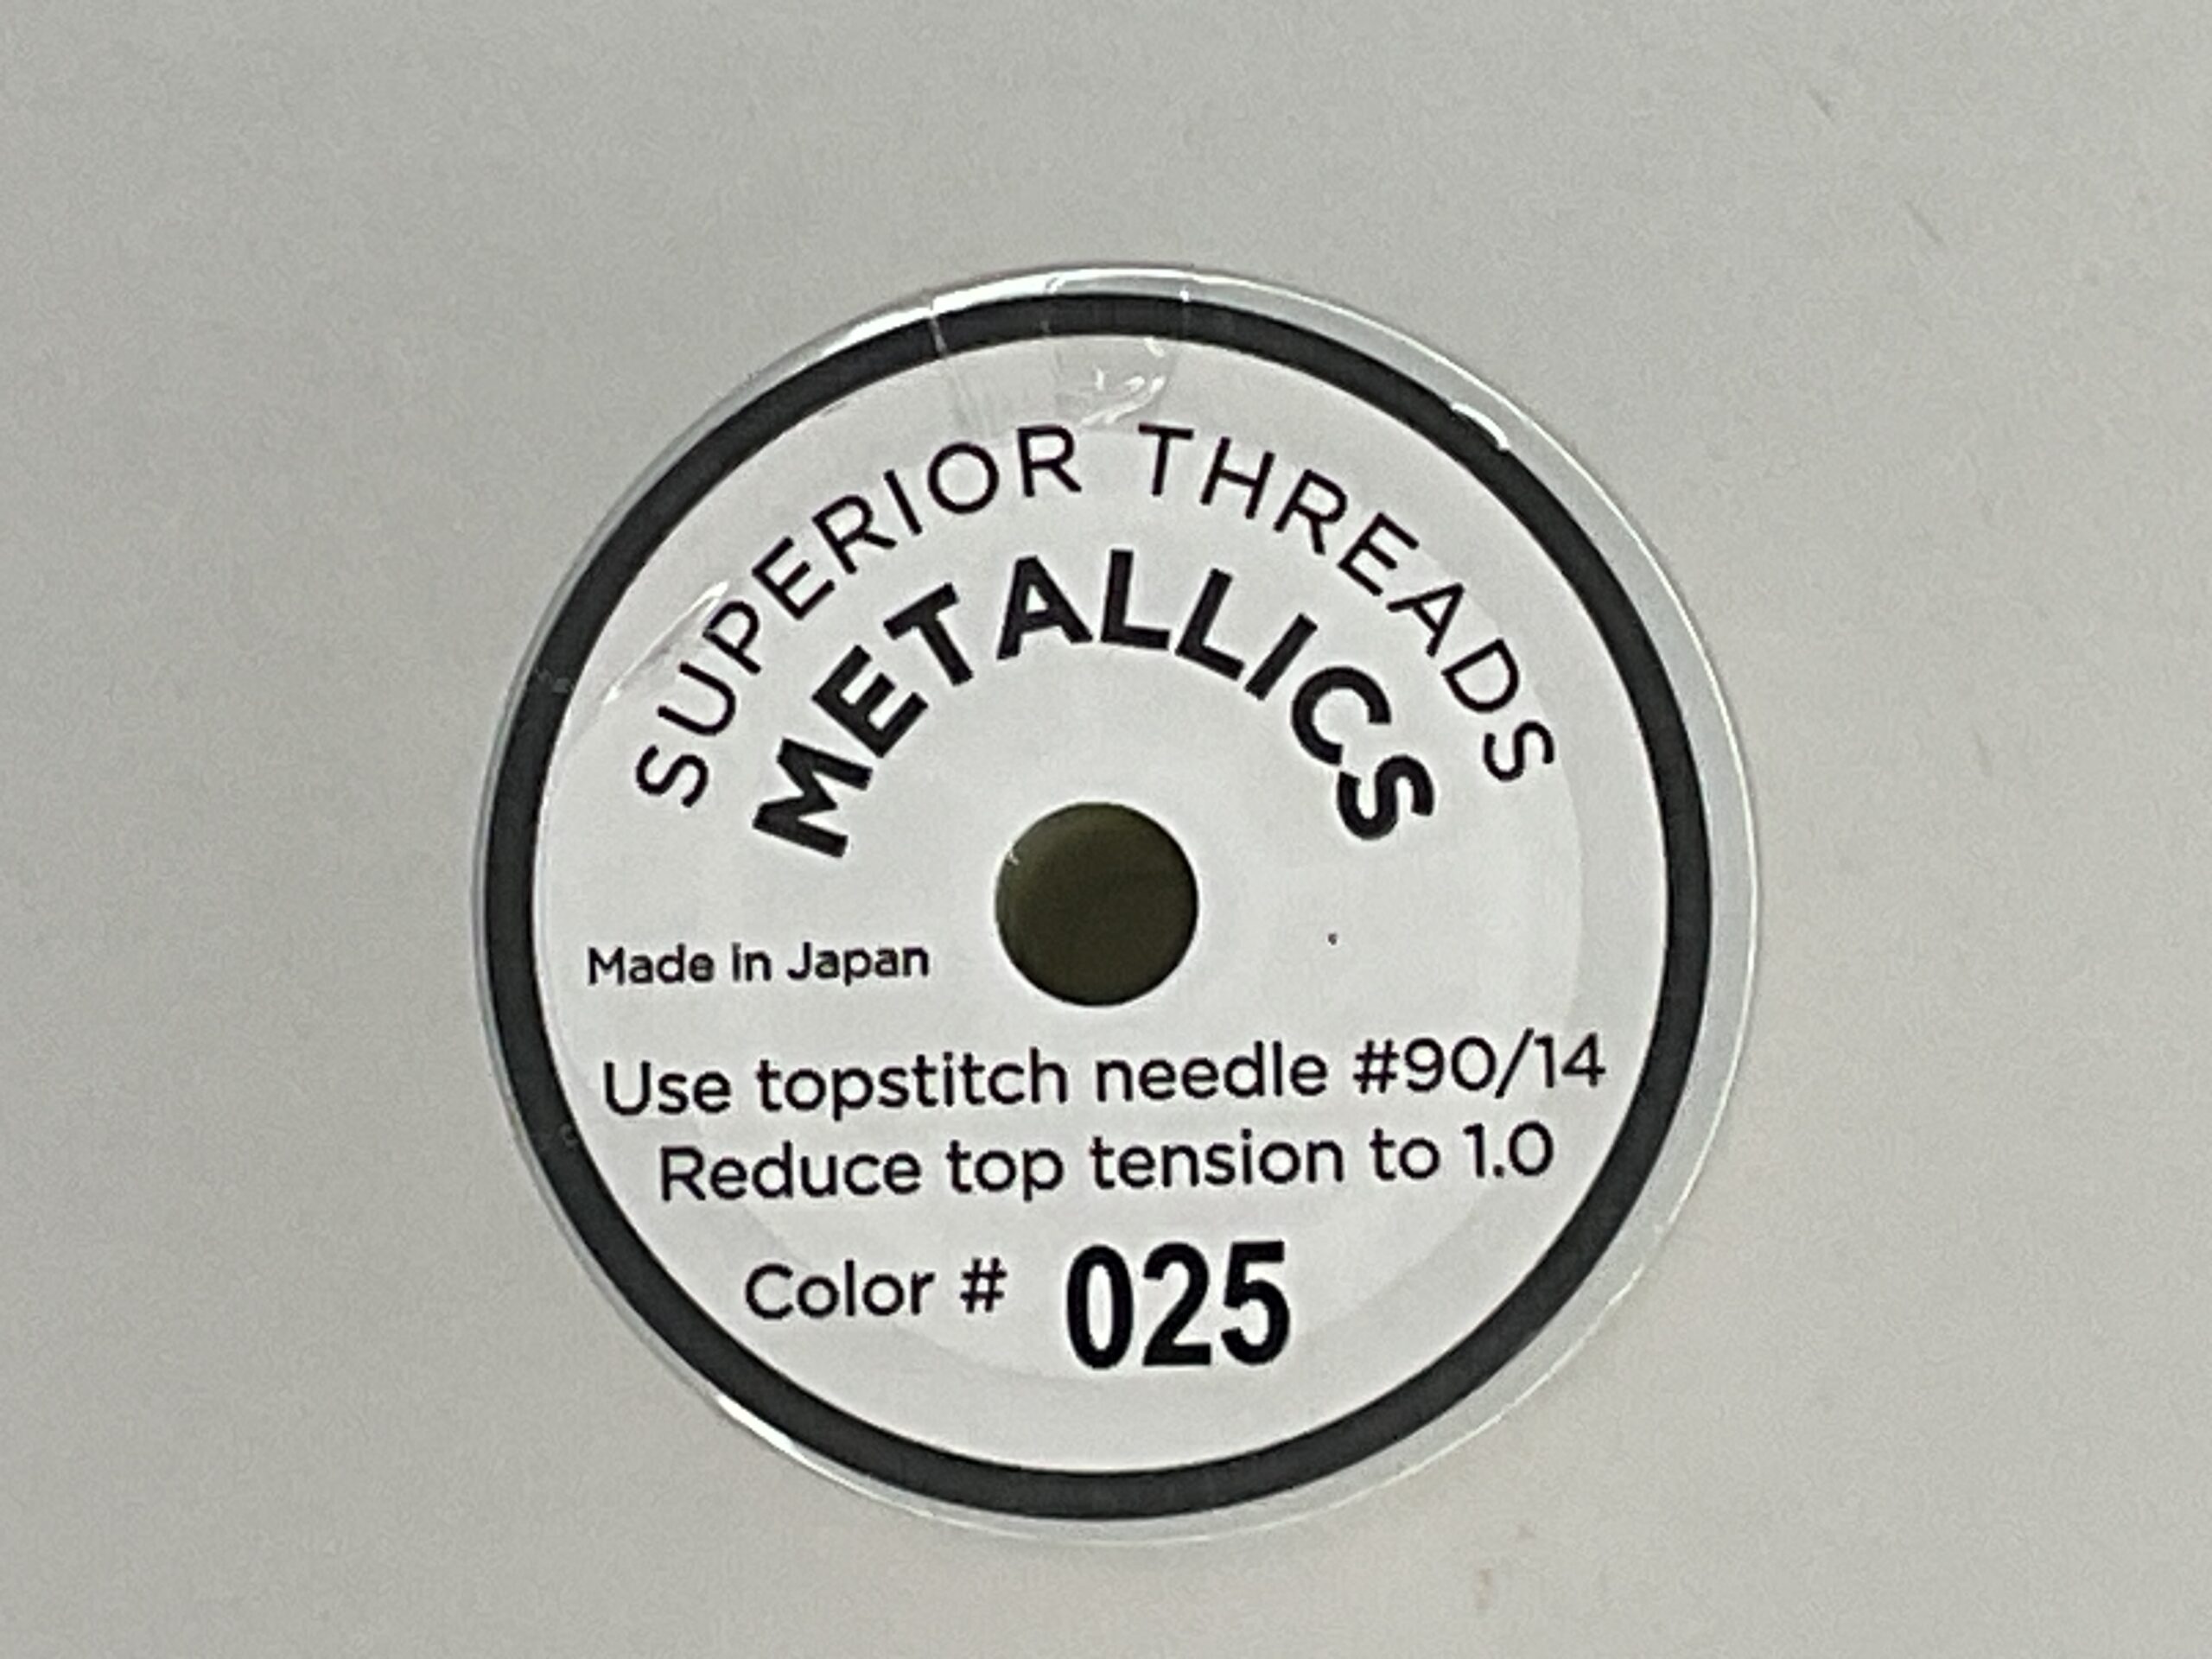 SUPERIOR THREADS
METALLICS
Made in Japan
Use topstitch needle #90/14
Reduce top tension to 1.0
Color # 025